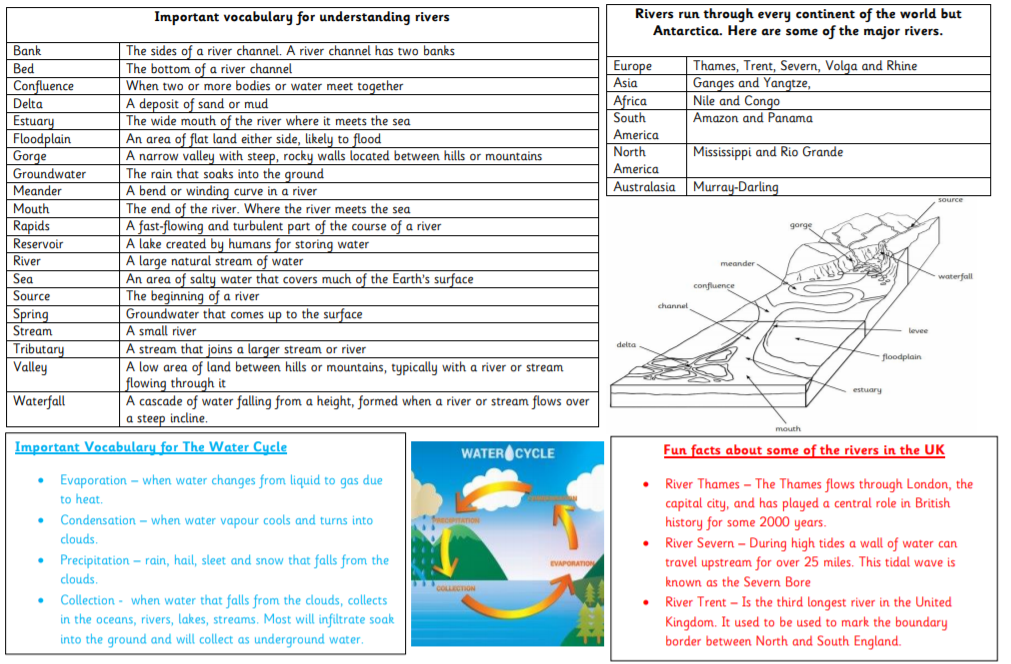 Important vocabulary for understanding rivers
Bank The sides of a river channel. A river channel has two banks
Bed The bottom of a river channel
Confluence When two or more bodies or water meet together
Delta A deposit of sand or mud
Estuary The wide mouth of the river where it meets the sea
Floodplain An area of flat land either side, likely to flood
Gorge A narrow valley with steep, rocky walls located between hills or mountains
Groundwater The rain that soaks into the ground
Meander A bend or winding curve in a river
Mouth The end of the river. Where the river meets the sea
Rapids A fast-flowing and turbulent part of the course of a river
Reservoir A lake created by humans for storing water
River A large natural stream of water
Sea An area of salty water that covers much of the Earth's surface
Source The beginning of a river
Spring Groundwater that comes up to the surface
Stream A small river
Tributary A stream that joins a larger stream or river
Valley A low area of land between hills or mountains, typically with a river or stream
flowing through it
Waterfall A cascade of water falling from a height, formed when a river or stream flows over
a steep incline.
Rivers run through every continent of the world but
Antarctica. Here are some of the major rivers.
Europe Thames, Trent, Severn, Volga and Rhine
Asia Ganges and Yangtze,
Africa Nile and Congo
South Amazon and Panama
America
North Mississippi and Rio Grande
America
Australasia Murray-Darling
source
gorge
meander
waterfall
confluence
channel
levee
delta
floodplain
estuary
mouth
Important Vocabulary for The Water Cycle
• Evaporation – when water changes from liquid to gas due
to heat.
• Condensation – when water vapour cools and turns into
clouds.
• Precipitation – rain, hail, sleet and snow that falls from the
clouds.
• Collection - when water that falls from the clouds, collects
in the oceans, rivers, lakes, streams. Most will infiltrate soak
into the ground and will collect as underground water.
WATER CYCLE
PRECIPITATION
EVAPORATION
COLLECTION
Fun facts about some of the rivers in the UK
• River Thames – The Thames flows through London, the
capital city, and has played a central role in British
history for some 2000 years.
• River Severn – During high tides a wall of water can
travel upstream for over 25 miles. This tidal wave is
known as the Severn Bore
• River Trent – Is the third longest river in the United
Kingdom. It used to be used to mark the boundary
border between North and South England.